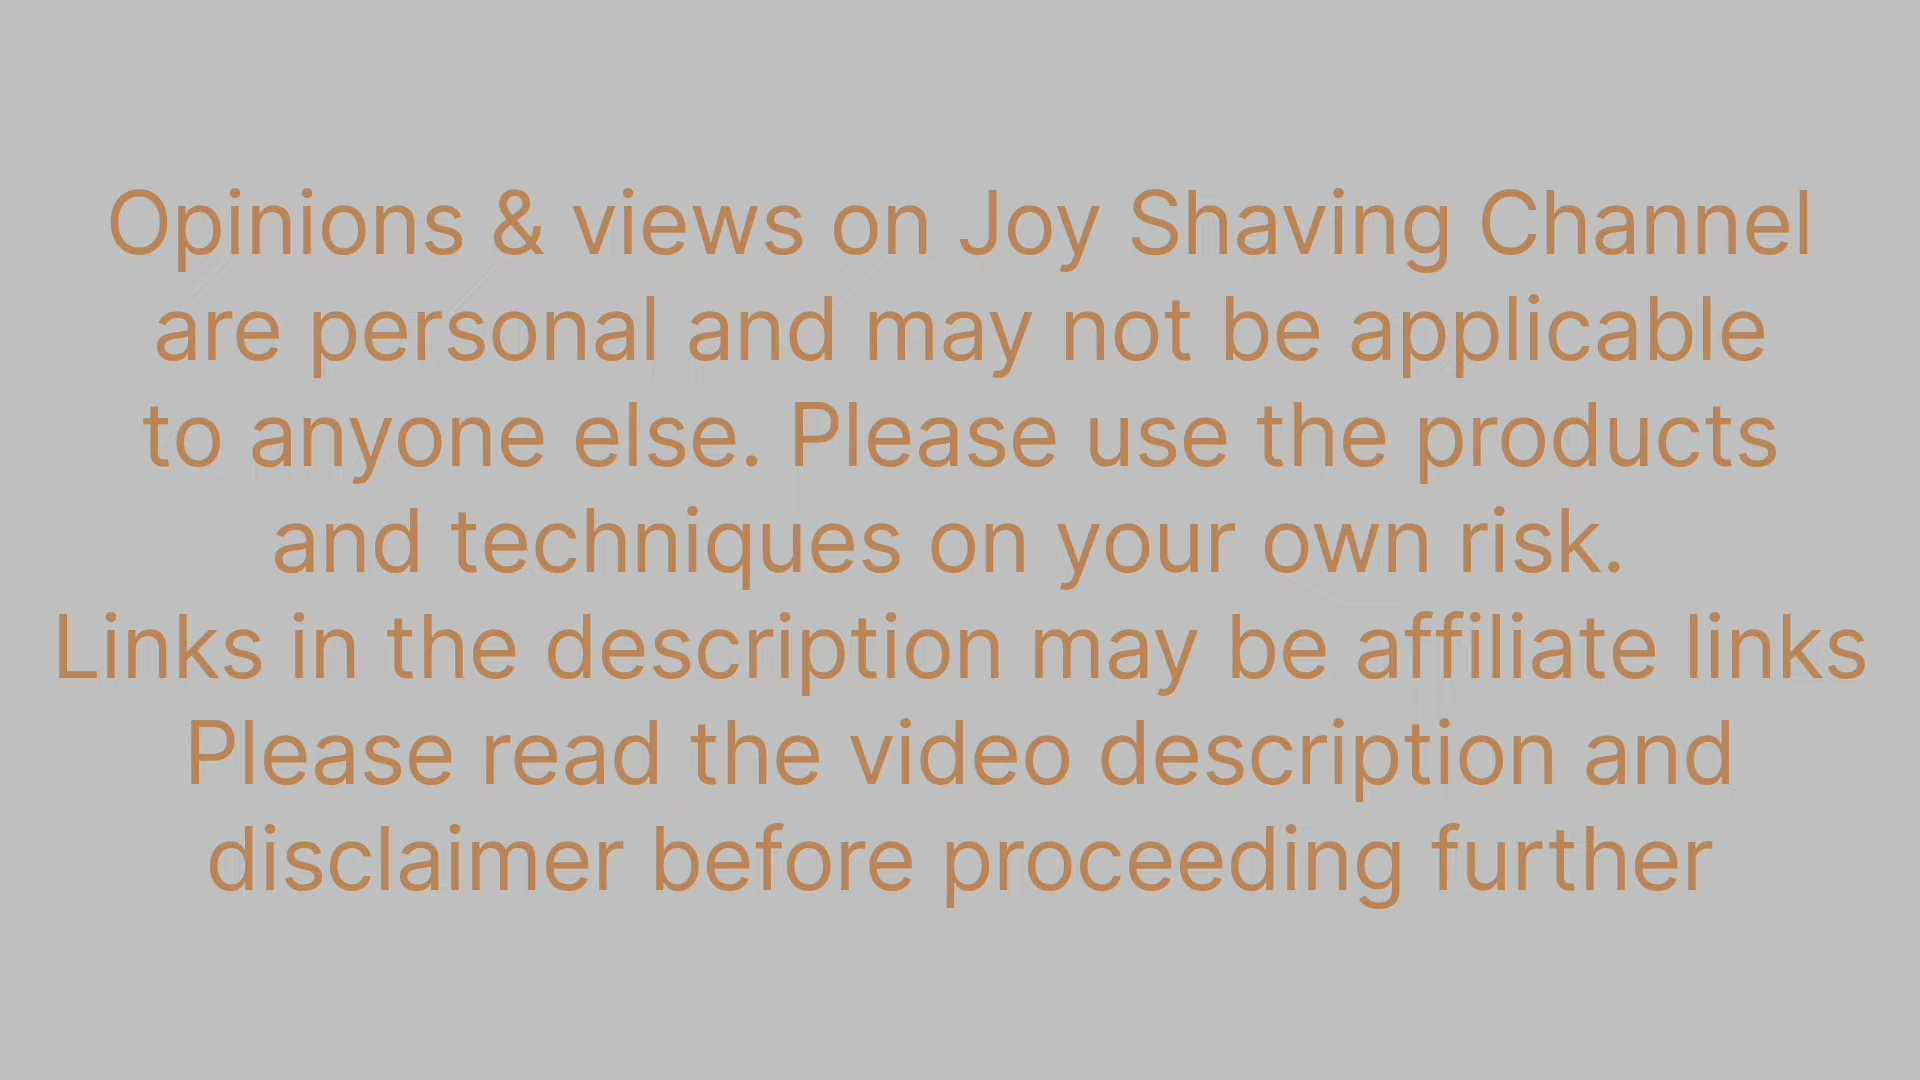 Opinions & views on Joy Shaving Channel
are personal and may not be applicable
to anyone else. Please use the products
and techniques on your own risk.
Links in the description may be affiliate links
Please read the video description and
disclaimer before proceeding further